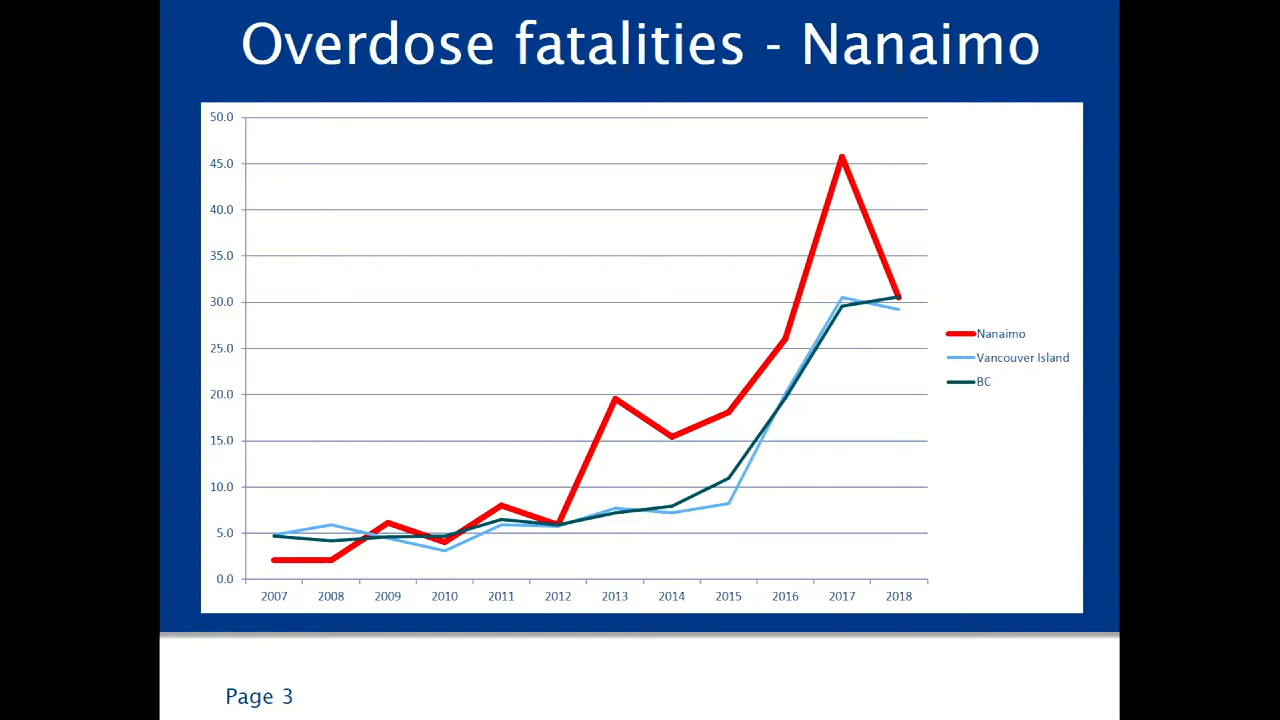 Overdose fatalities - Nanaimo
50.0
45.0
40.0
35.0
30.0
25.0
20.0
15.0
10.0
5.0
0.0
2007 2008 2009 2010 2011 2012 2013 2014 2015 2016 2017 2018
Nanaimo
Vancouver Island
BC
Page 3